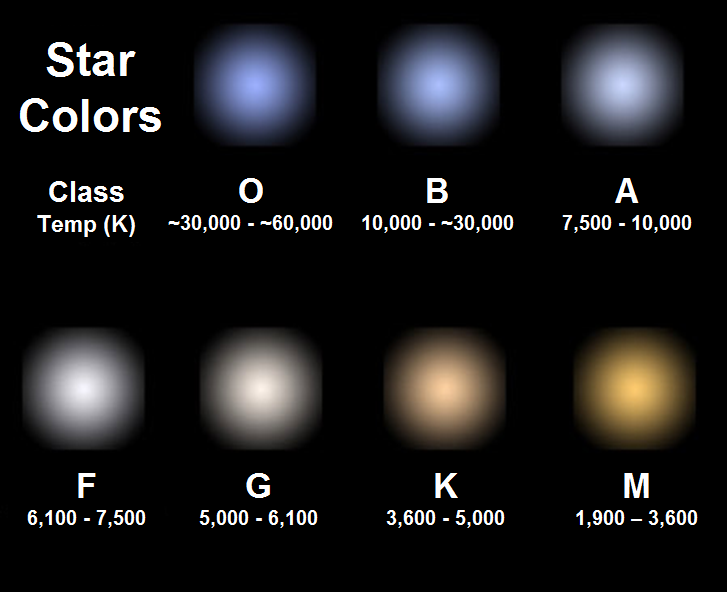 Star
Colors
Class O B A
Temp (K) ~30,000 - ~60,000 10,000 - ~30,000 7,500 - 10,000
F G K M
6,100 - 7,500 5,000 - 6,100 3,600 - 5,000 1,900 – 3,600